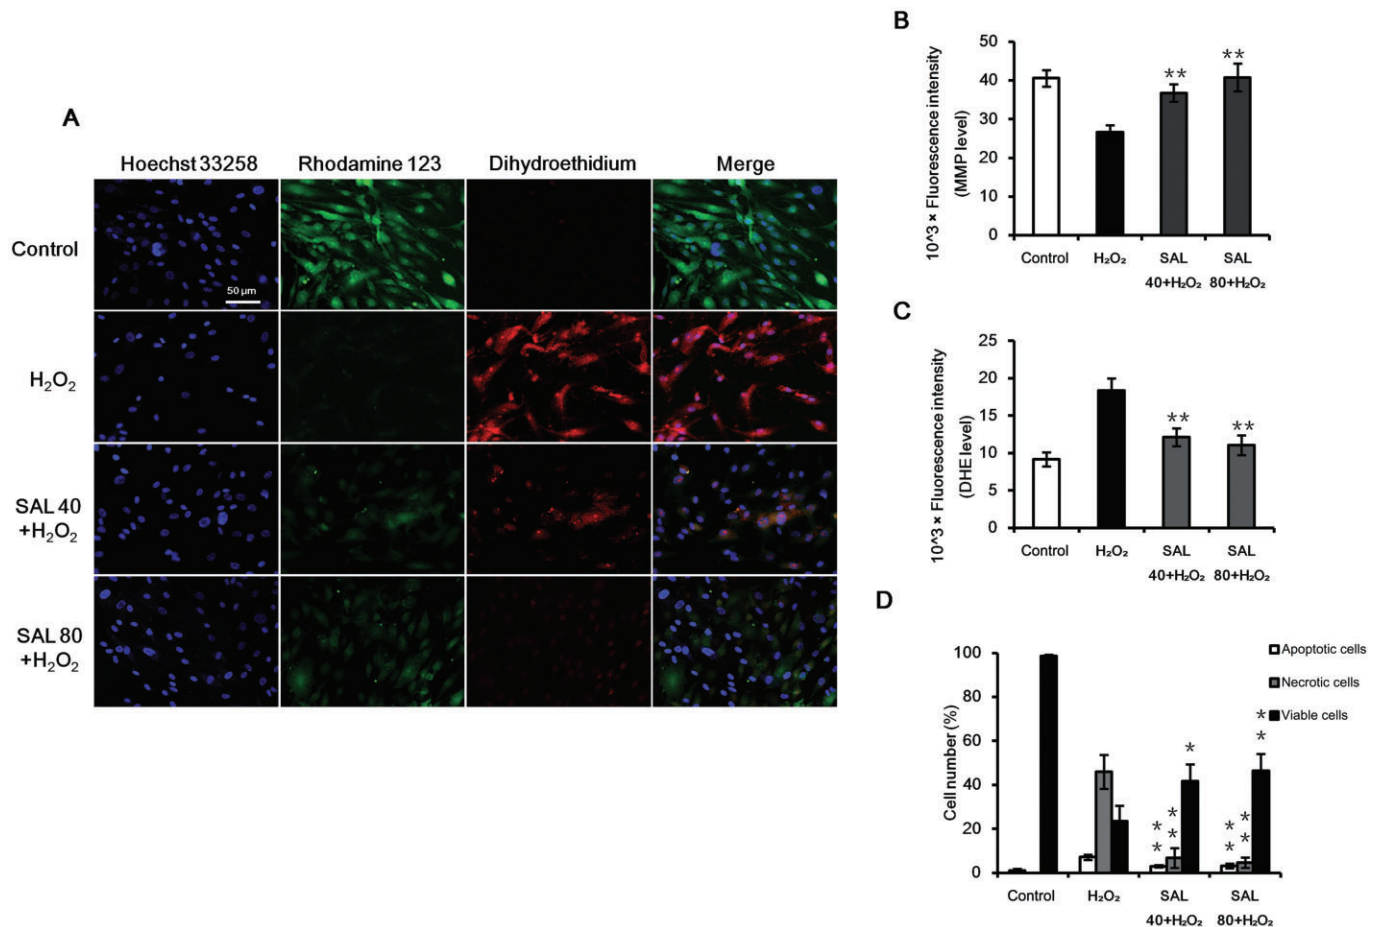 A
Hoechst 33258 Rhodamine 123 Dihydroethidium Merge
Control
50 µm
H₂O₂
SAL 40
+H₂O₂
SAL 80
+H₂O₂
B
10^3 × Fluorescence intensity
(MMP level)
50
40
30
20
10
0
** **
Control H₂O₂ SAL SAL
40+H₂O₂ 80+H₂O₂
C
10^3 × Fluorescence intensity
(DHE level)
25
20
15
10
5
0
** **
Control H₂O₂ SAL SAL
40+H₂O₂ 80+H₂O₂
D
Cell number (%)
100
80
60
40
20
0
Apoptotic cells
Necrotic cells
Viable cells
** ** * ** ** **
Control H₂O₂ SAL SAL
40+H₂O₂ 80+H₂O₂